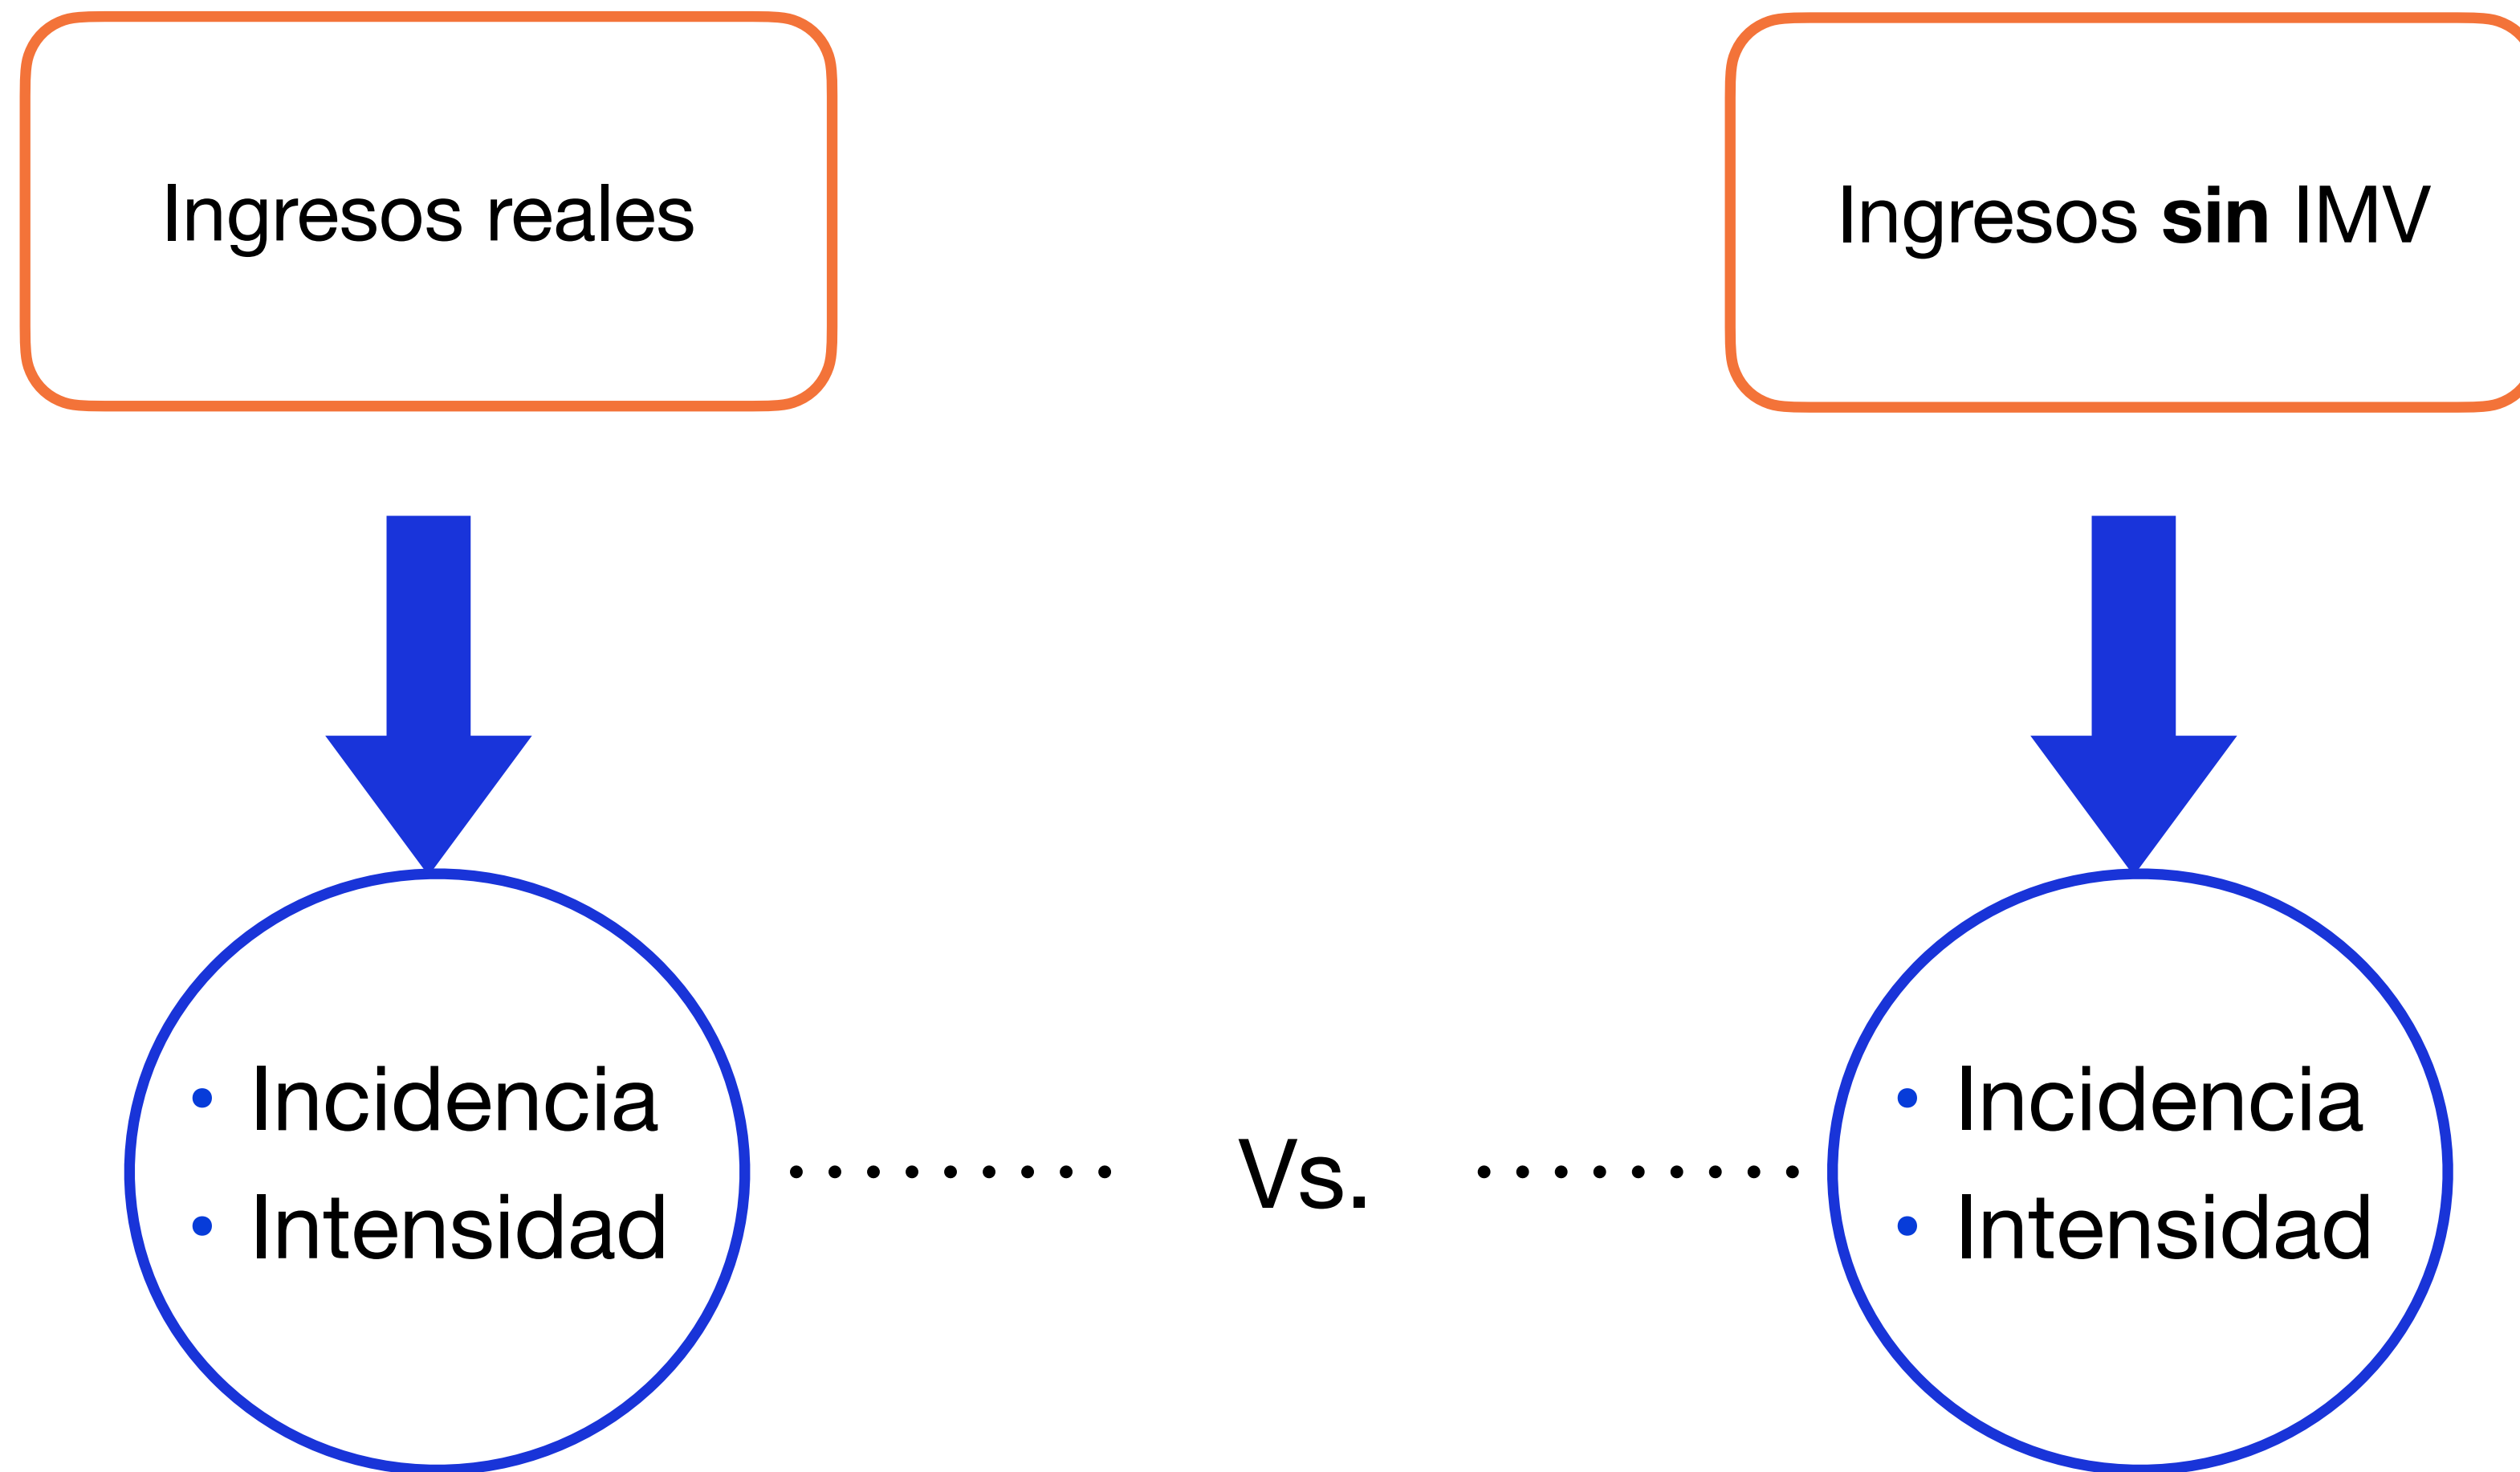 Ingresos reales
Ingresos sin IMV
• Incidencia
• Intensidad
Vs.
• Incidencia
• Intensidad